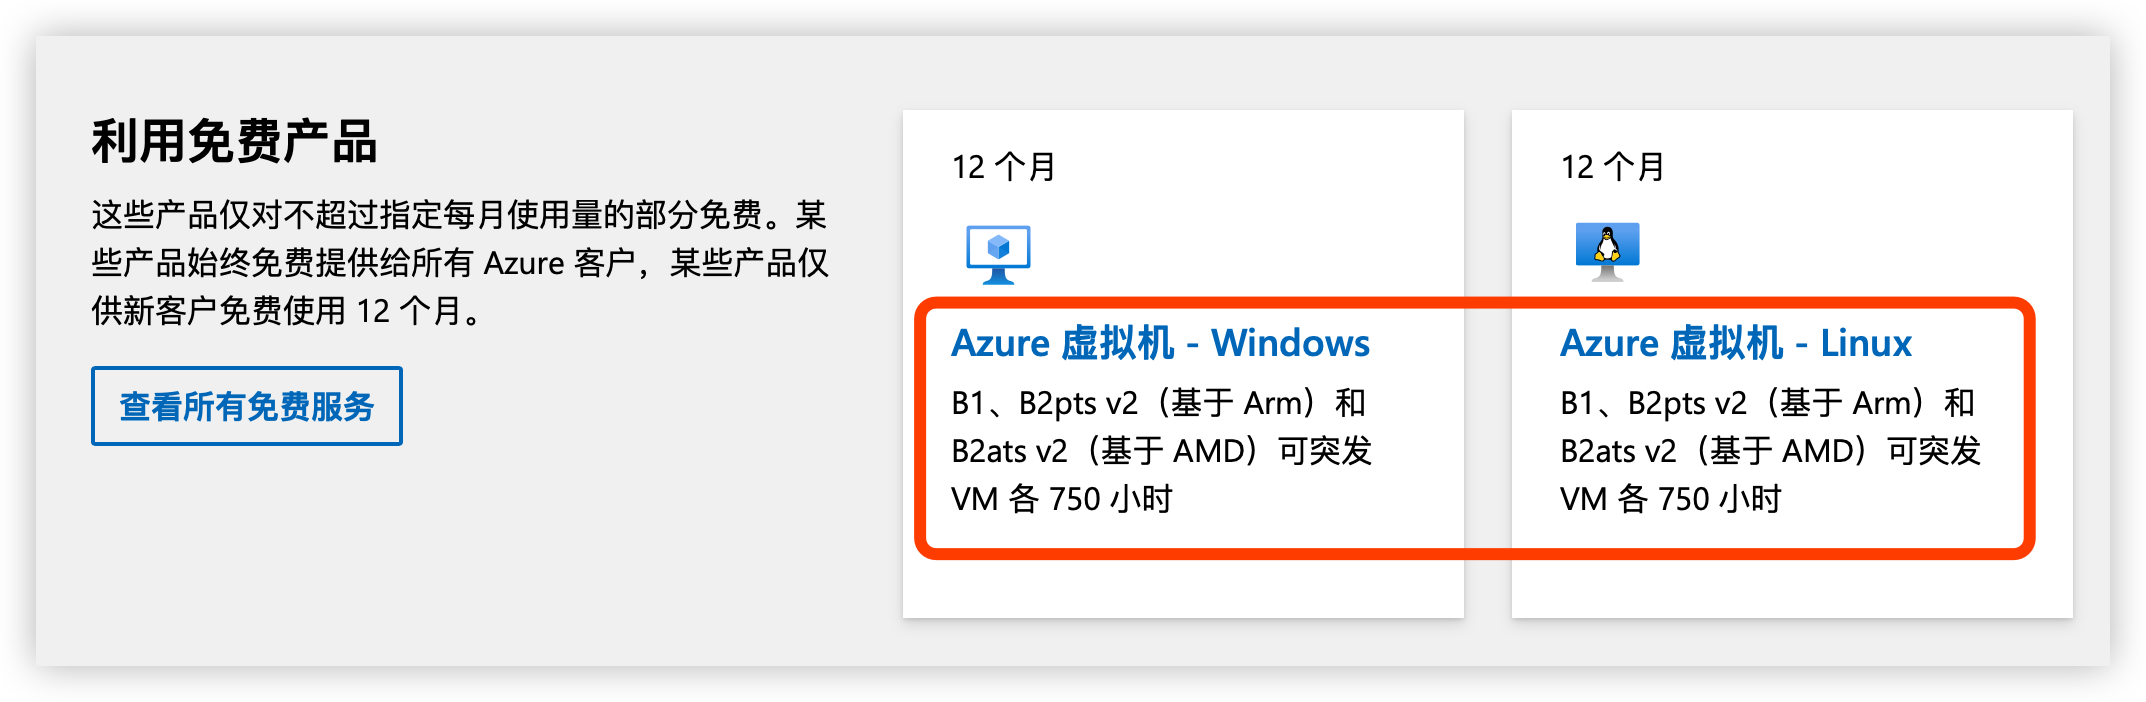 利用免费产品
这些产品仅对不超过指定每月使用量的部分免费。某
些产品始终免费提供给所有 Azure 客户，某些产品仅
供新客户免费使用 12 个月。
查看所有免费服务
12 个月
Azure 虚拟机 - Windows
B1、B2pts v2（基于 Arm）和
B2ats v2（基于 AMD）可突发
VM 各 750 小时
12 个月
Azure 虚拟机 - Linux
B1、B2pts v2（基于 Arm）和
B2ats v2（基于 AMD）可突发
VM 各 750 小时